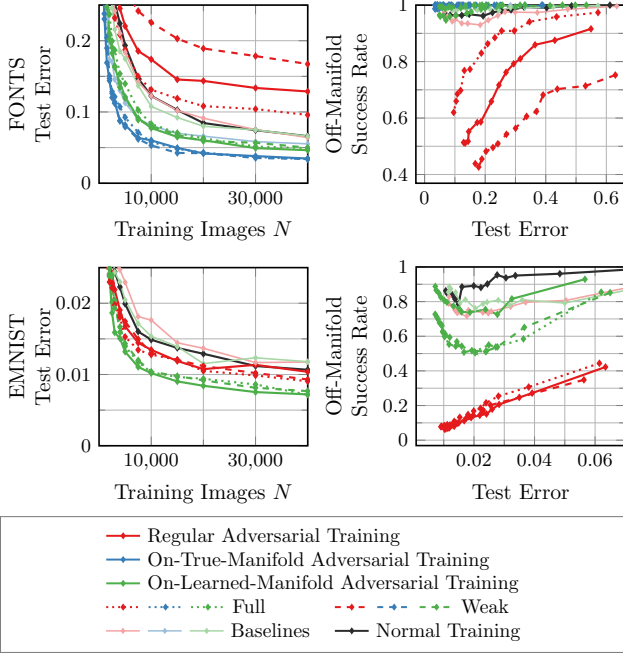 FONTS
Test Error
0.2
0.1
0
10,000
30,000
Training Images N
Off-Manifold
Success Rate
1
0.8
0.6
0.4
0
0.2
0.4
0.6
Test Error
EMNIST
Test Error
0.02
0.01
0
10,000
30,000
Training Images N
Off-Manifold
Success Rate
1
0.8
0.6
0.4
0.2
0
0.02
0.04
0.06
Test Error
Regular Adversarial Training
On-True-Manifold Adversarial Training
On-Learned-Manifold Adversarial Training
Full Weak
Baselines Normal Training